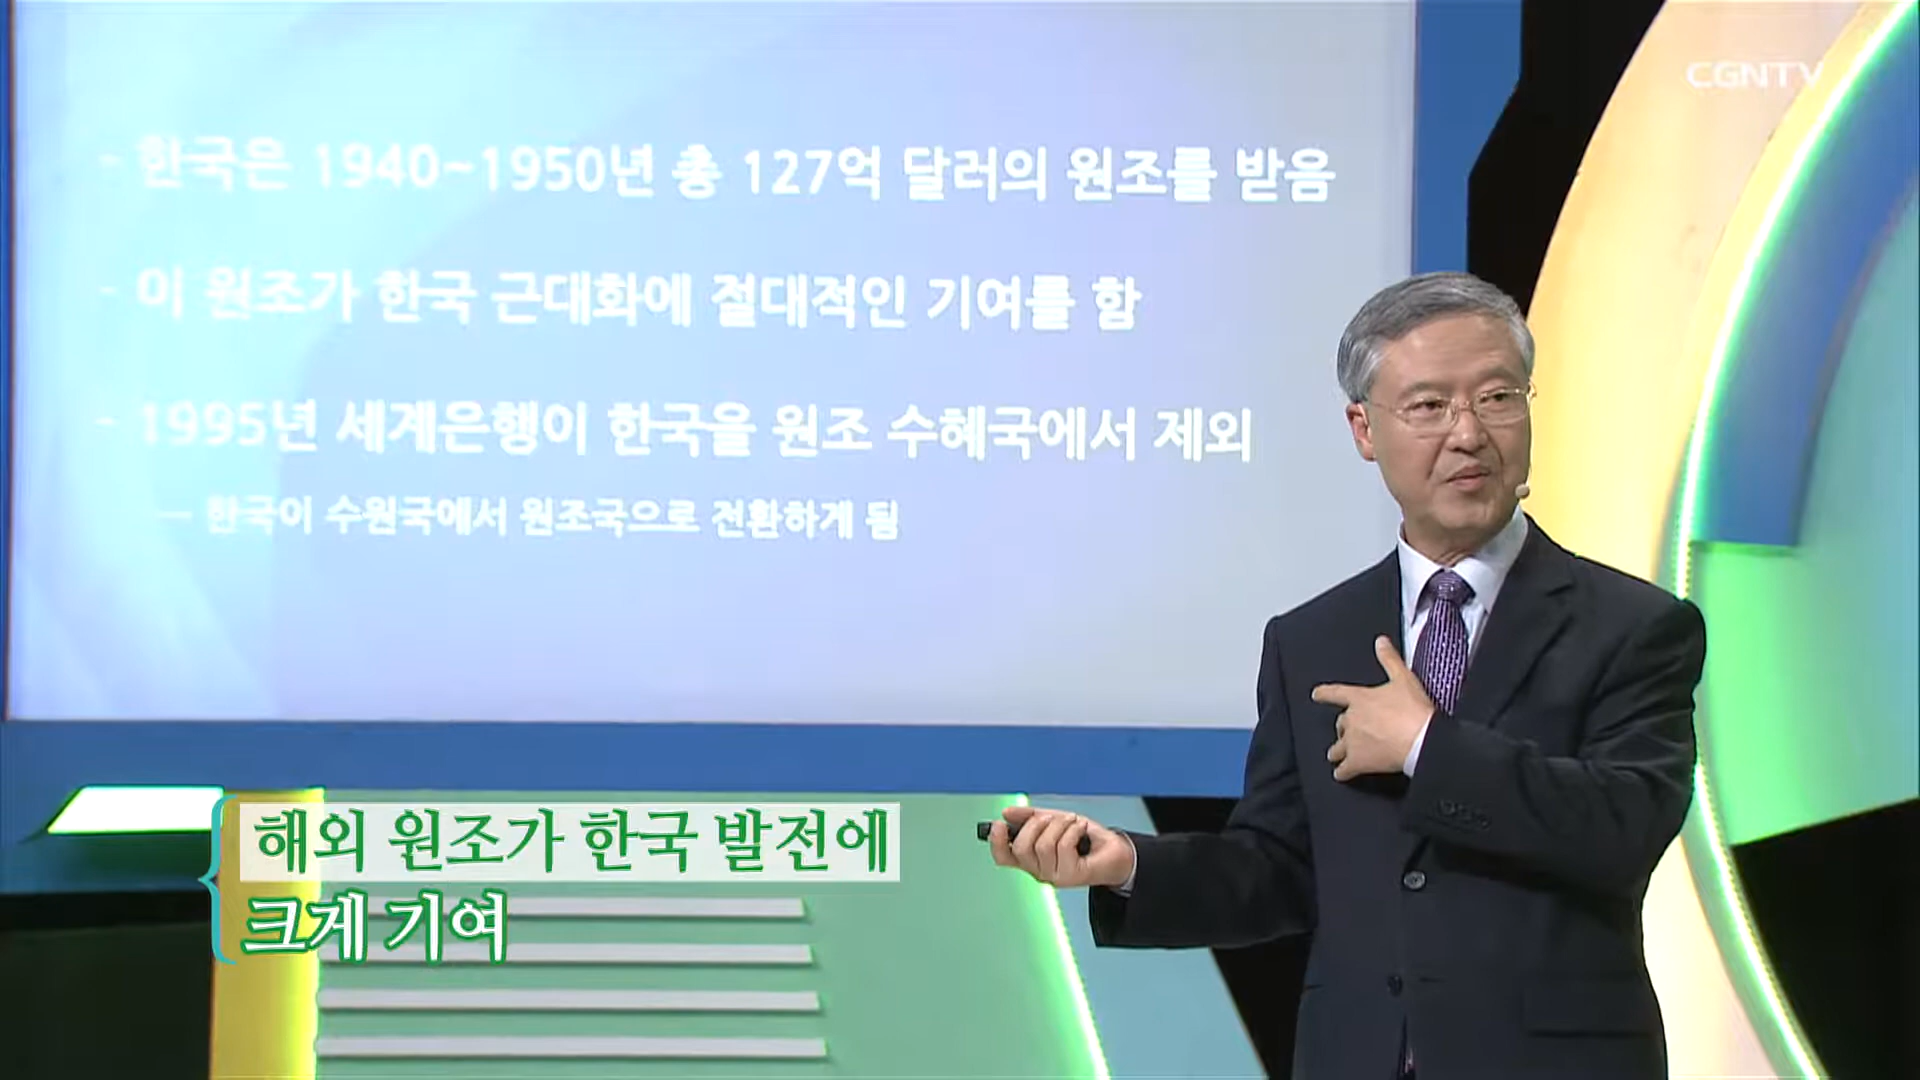 CGNTV
- 한국은 1940~1950년 총 127억 달러의 원조를 받음
- 이 원조가 한국 근대화에 절대적인 기여를 함
- 1995년 세계은행이 한국을 원조 수혜국에서 제외
─ 한국이 수원국에서 원조국으로 전환하게 됨
해외 원조가 한국 발전에
크게 기여